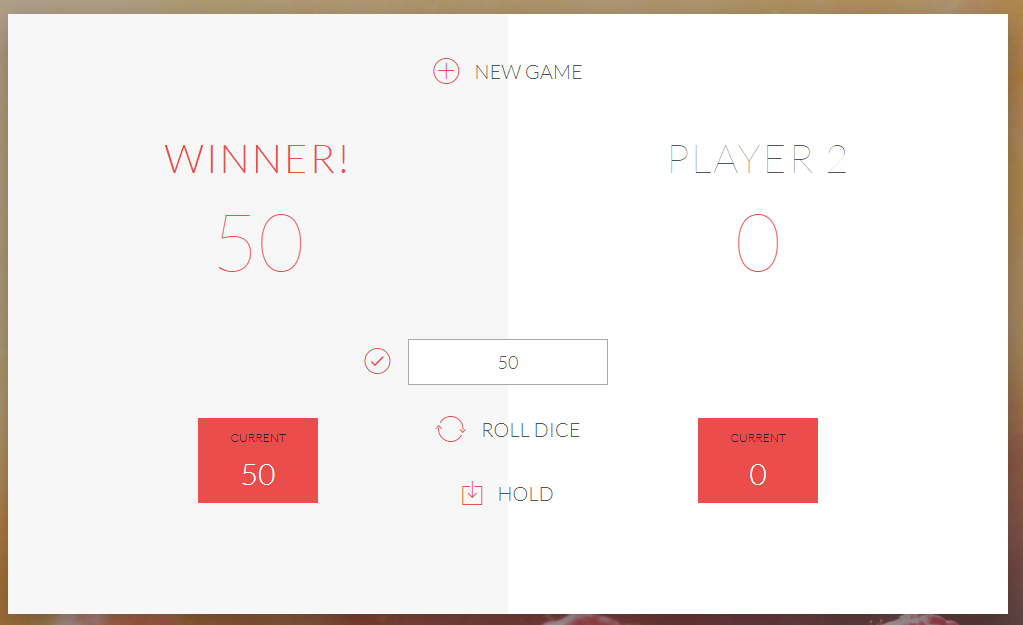 NEW GAME
WINNER!
PLAYER 2
50
0
50
CURRENT
50
ROLL DICE
CURRENT
0
HOLD